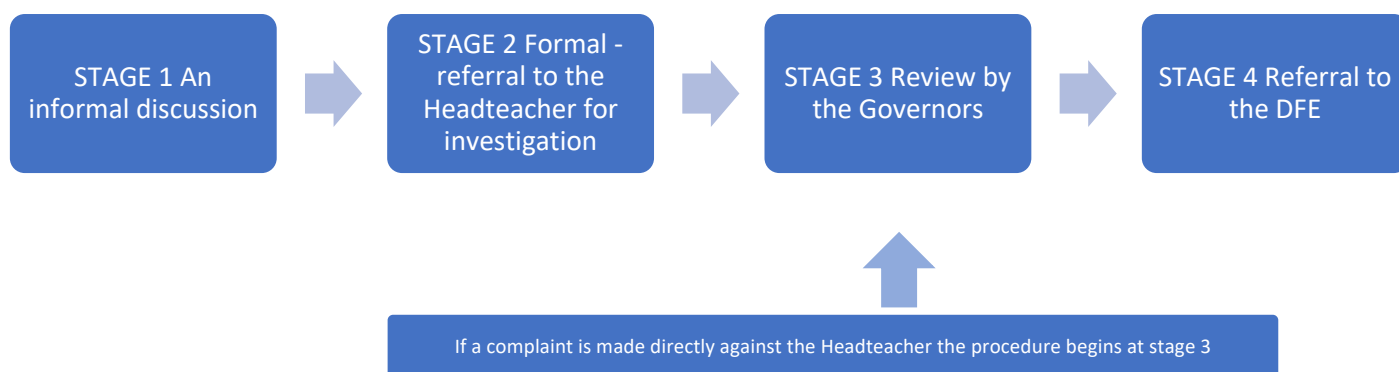 STAGE 1 An
informal discussion
STAGE 2 Formal -
referral to the
Headteacher for
investigation
STAGE 3 Review by
the Governors
STAGE 4 Referral to
the DFE
If a complaint is made directly against the Headteacher the procedure begins at stage 3